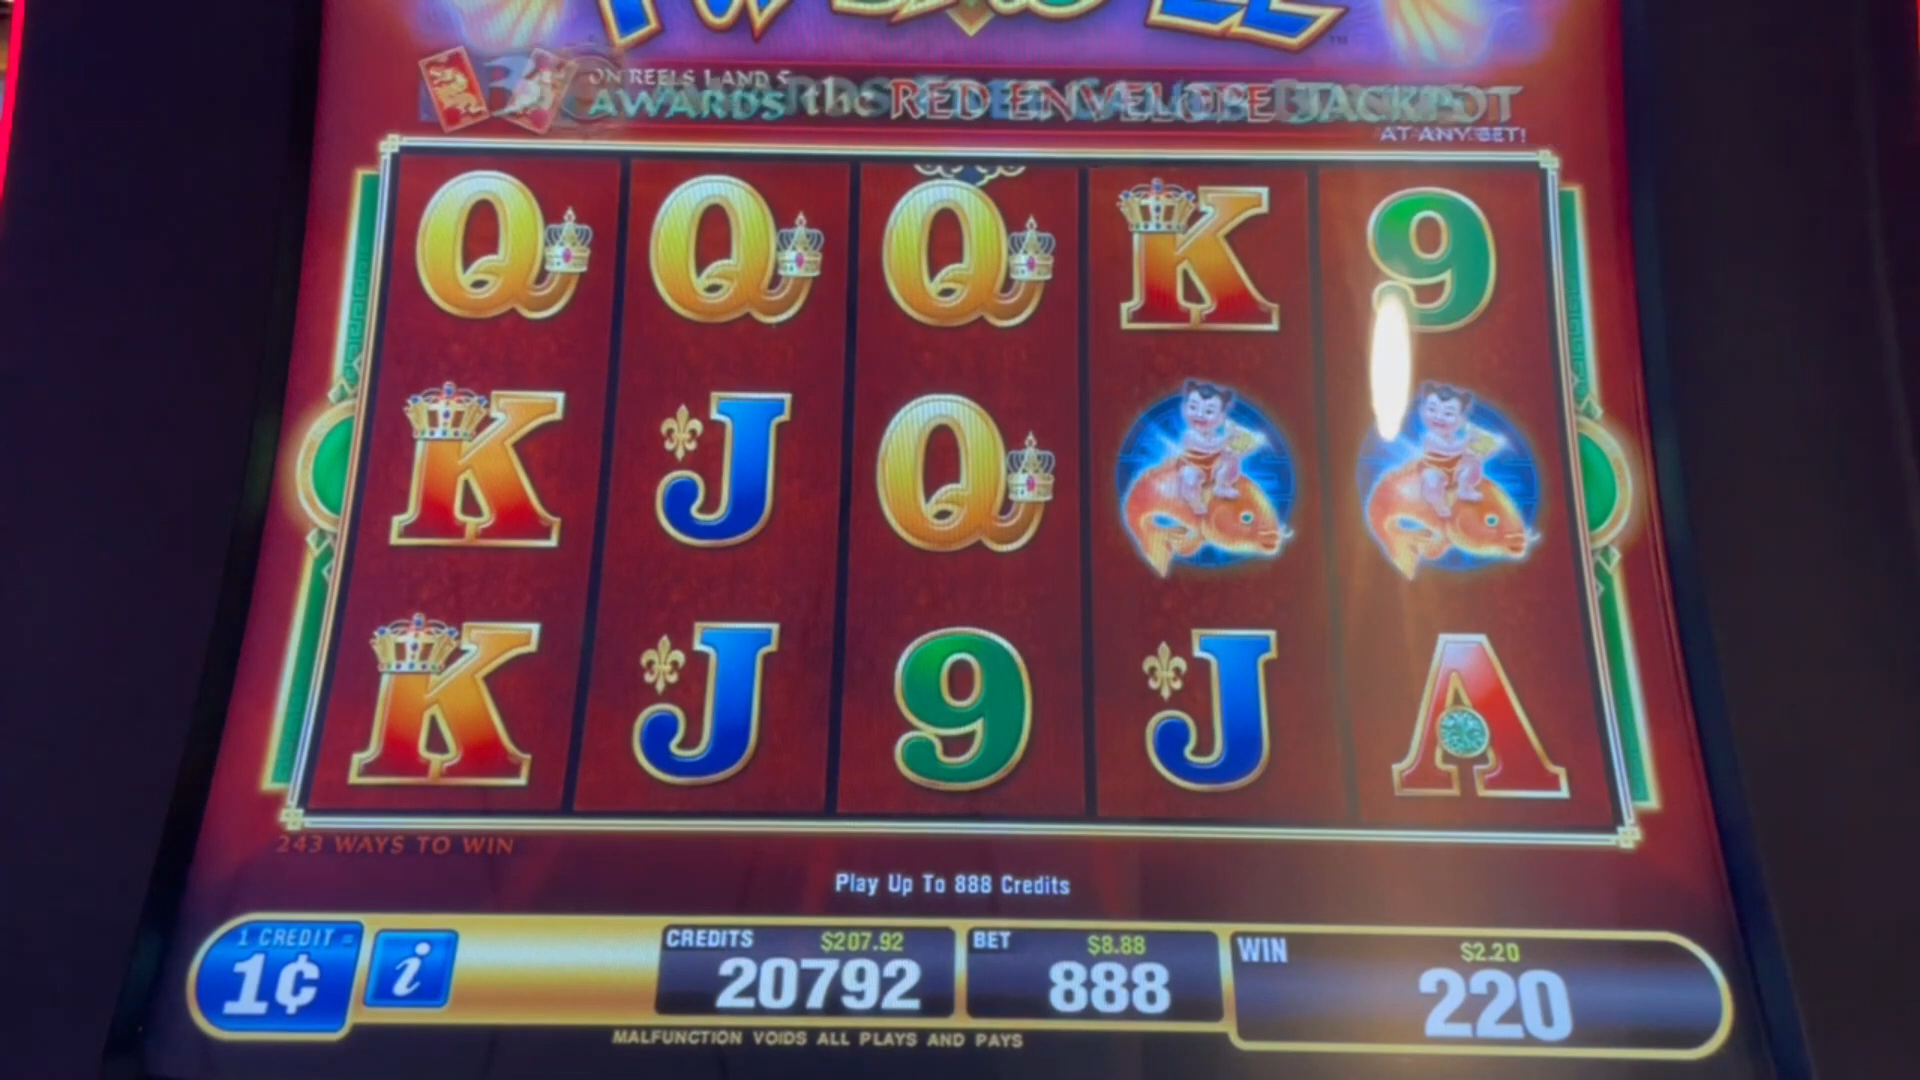 ON REELS 1 AND 5
AWARDS the RED ENVELOPE JACKPOT
AT ANY BET!
Q Q Q K 9
K J Q
K J 9 J A
243 WAYS TO WIN
Play Up To 888 Credits
1 CREDIT =
1¢
i
CREDITS $207.92
20792
BET $8.88
888
WIN $2.20
220
MALFUNCTION VOIDS ALL PLAYS AND PAYS